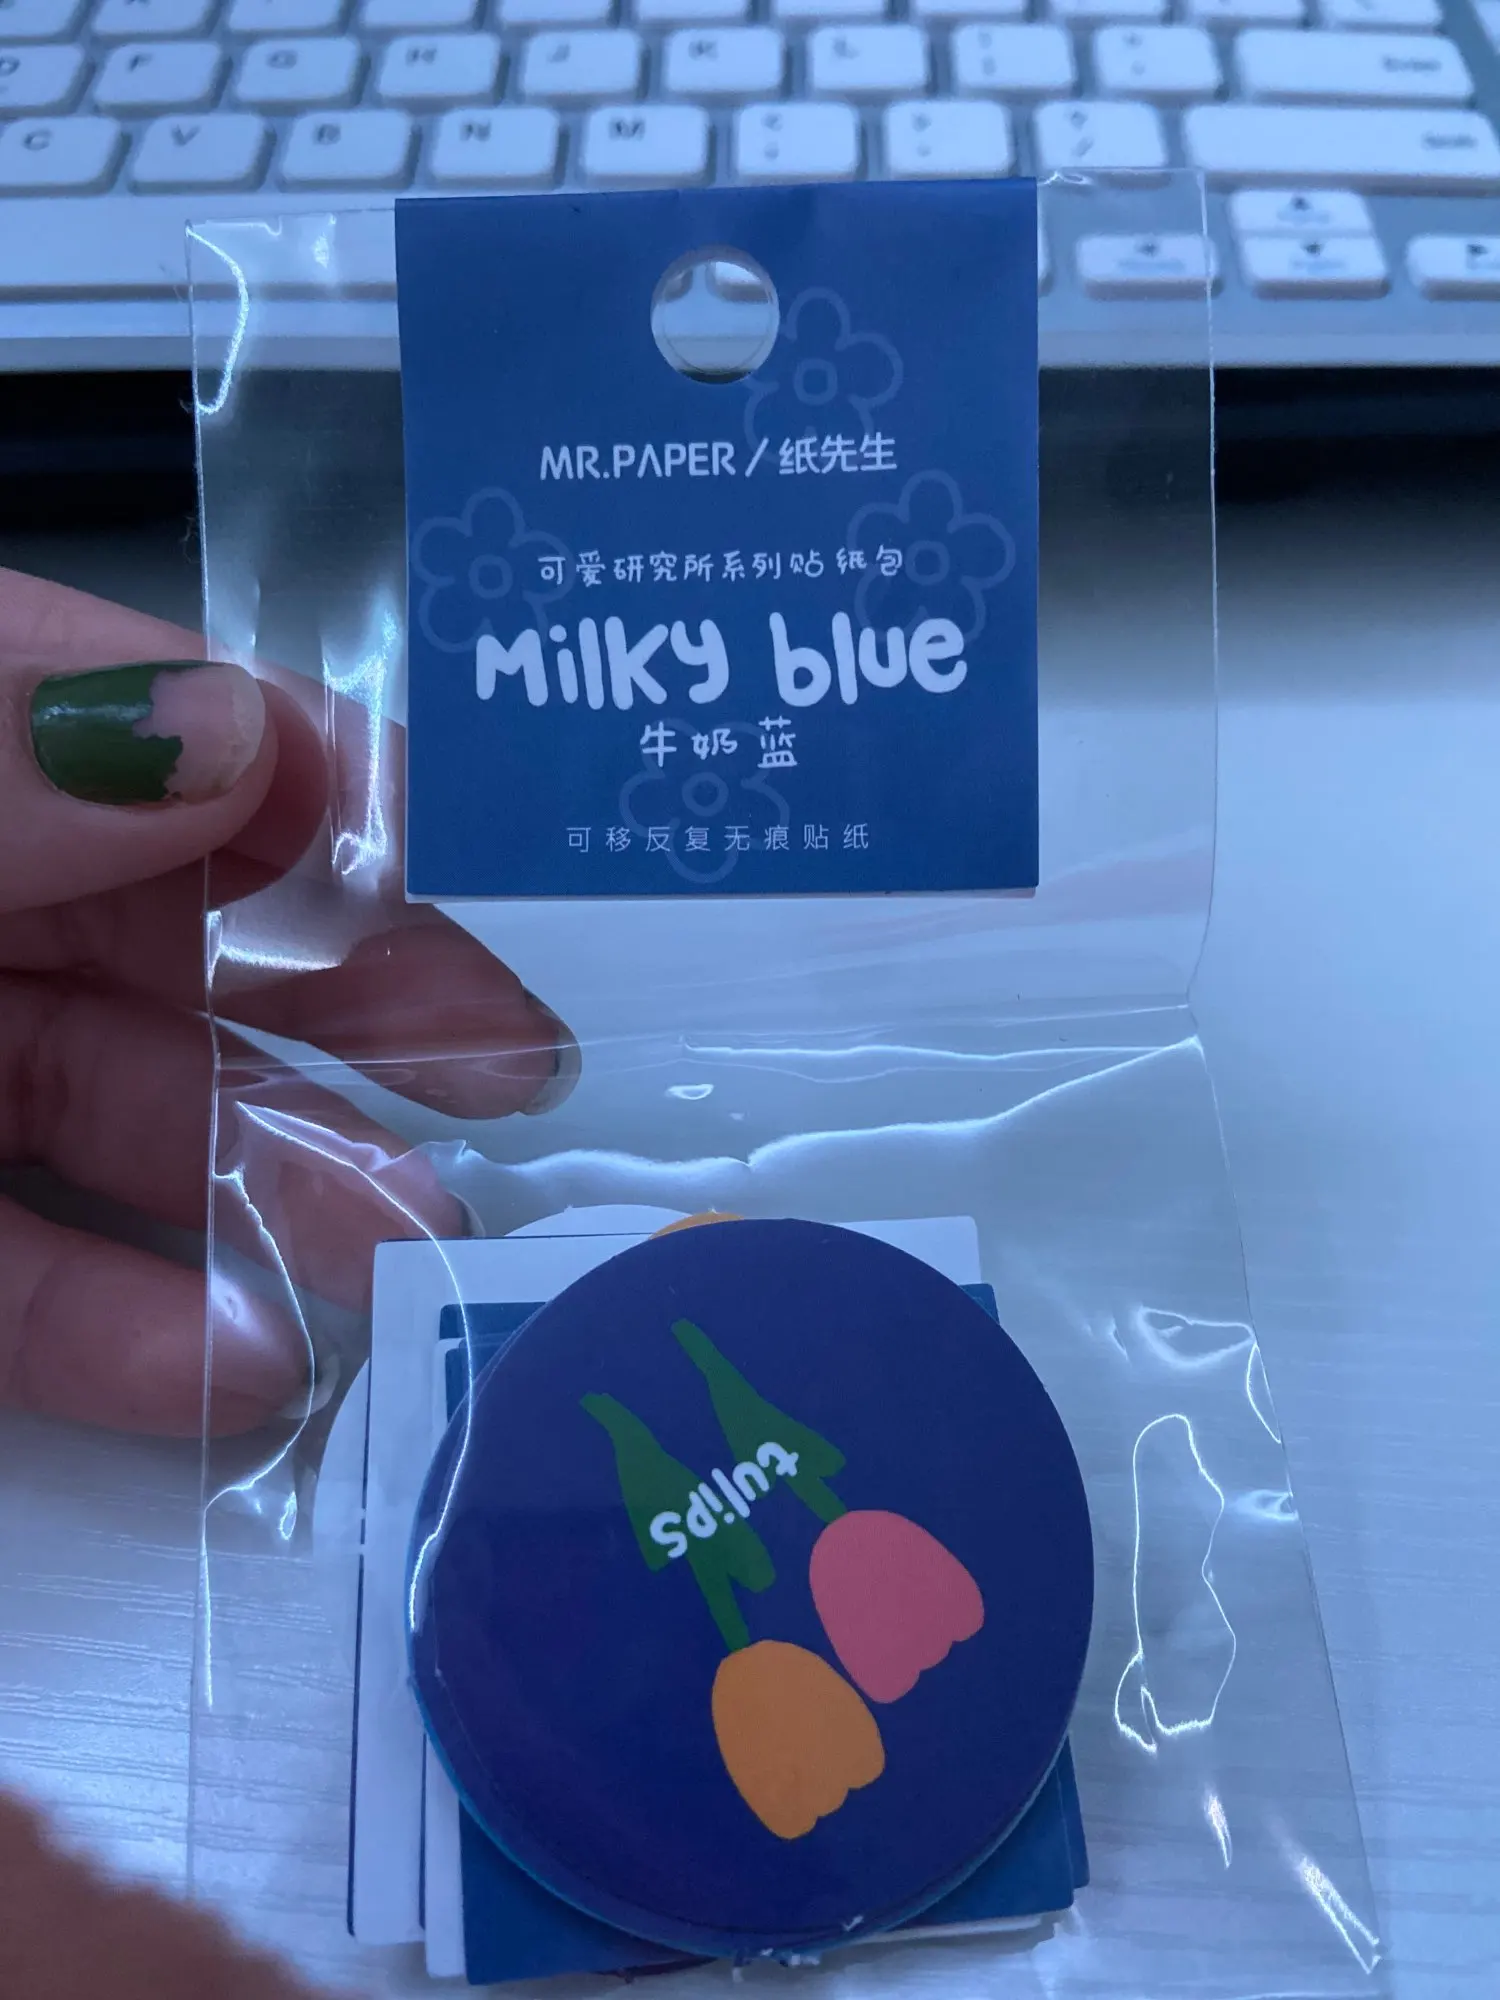 D F G H J K L
Enter
C V B N M
MR.PAPER / 纸先生
可爱研究所系列贴纸包
Milky blue
牛奶蓝
可移反复无痕贴纸
tulips